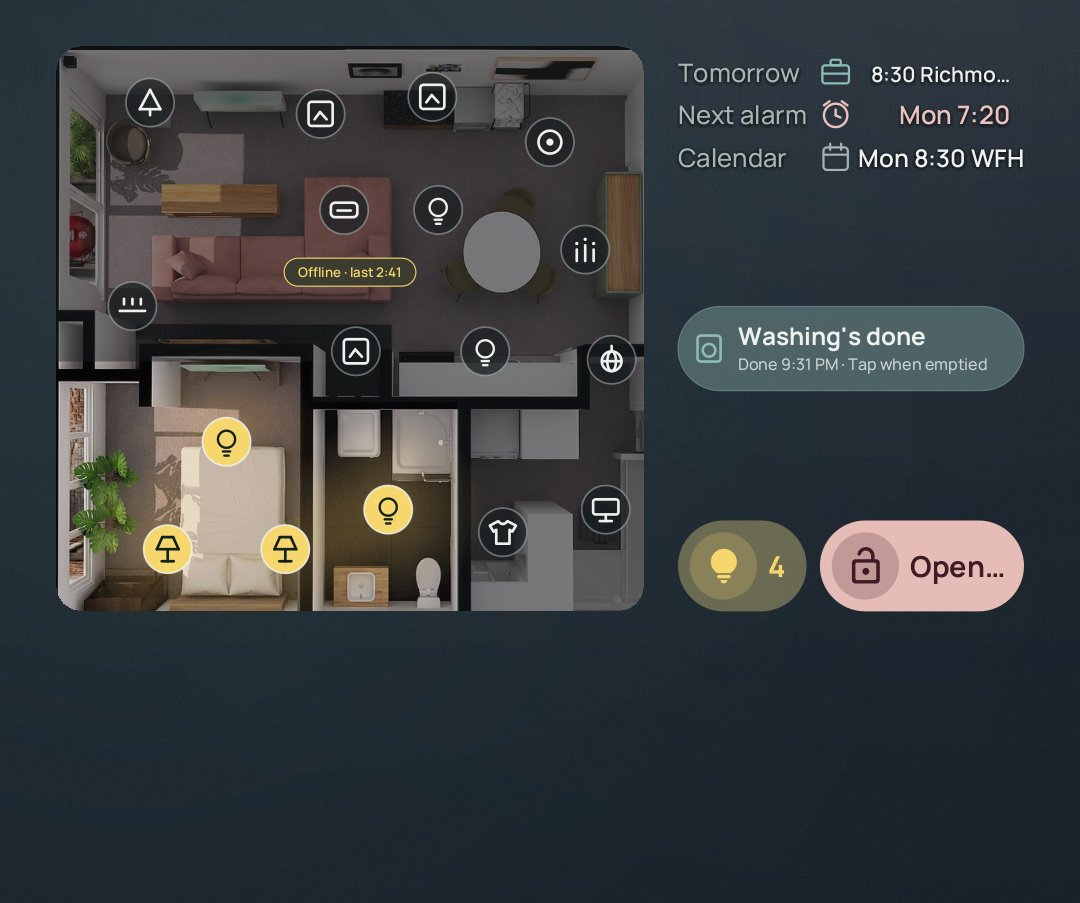 Tomorrow 8:30 Richmo...
Next alarm Mon 7:20
Calendar Mon 8:30 WFH
Offline · last 2:41
Washing's done
Done 9:31 PM · Tap when emptied
4
Open...